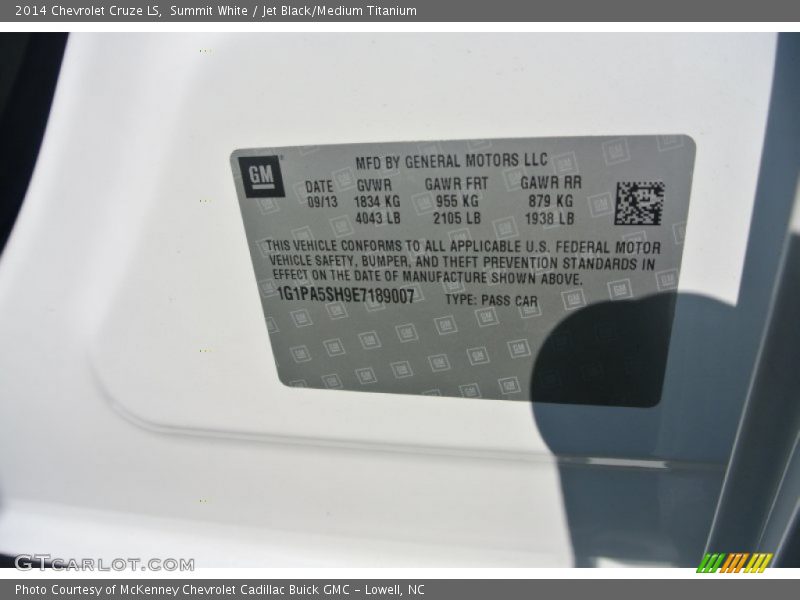 2014 Chevrolet Cruze LS, Summit White / Jet Black/Medium Titanium
GM
MFD BY GENERAL MOTORS LLC
DATE GVWR GAWR FRT GAWR RR
09/13 1834 KG 955 KG 879 KG
4043 LB 2105 LB 1938 LB
THIS VEHICLE CONFORMS TO ALL APPLICABLE U.S. FEDERAL MOTOR
VEHICLE SAFETY, BUMPER, AND THEFT PREVENTION STANDARDS IN
EFFECT ON THE DATE OF MANUFACTURE SHOWN ABOVE.
1G1PA5SH9E7189007 TYPE: PASS CAR
GTCARLOT.COM
Photo Courtesy of McKenney Chevrolet Cadillac Buick GMC - Lowell, NC